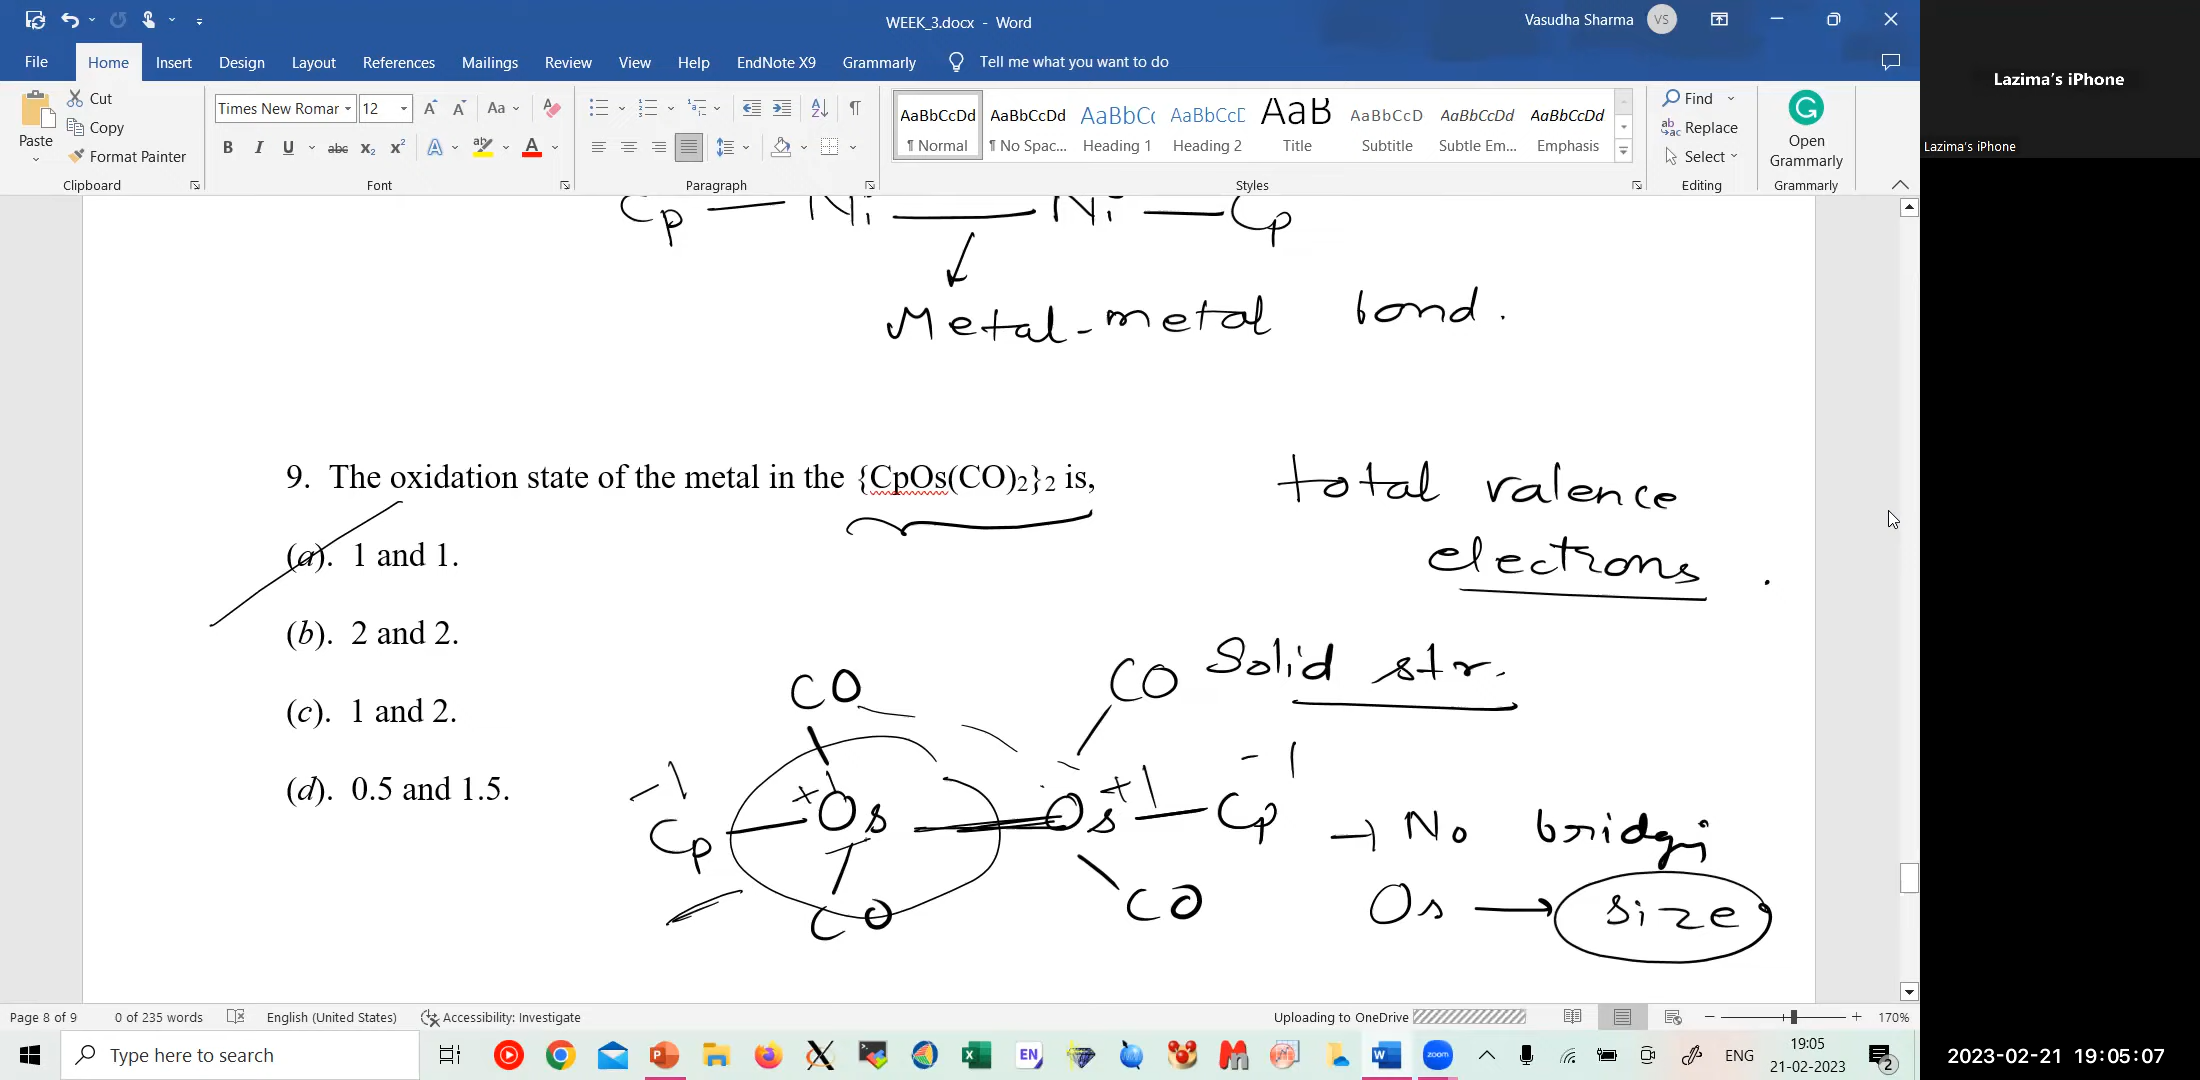 WEEK_3.docx - Word
Vasudha Sharma VS
File Home Insert Design Layout References Mailings Review View Help EndNote X9 Grammarly Tell me what you want to do
Lazima's iPhone
Lazima's iPhone
Paste
Cut
Copy
Format Painter
Clipboard
Times New Romar 12
Font
Paragraph
AaBbCcDd AaBbCcDd AaBbCc AaBbCcD AaB AaBbCcD AaBbCcDd AaBbCcDd
¶ Normal ¶ No Spac... Heading 1 Heading 2 Title Subtitle Subtle Em... Emphasis
Styles
Find
Replace
Select
Editing
Open
Grammarly
Grammarly
Cp — Ni — Ni — Cp
Metal-metal bond.
9. The oxidation state of the metal in the {CpOs(CO)₂}₂ is,
(a). 1 and 1.
(b). 2 and 2.
(c). 1 and 2.
(d). 0.5 and 1.5.
total valence
electrons .
Solid str.
CO CO
-1 + +1 -1
Cp — Os — Os — Cp
CO CO
→ No bridgi
Os → size
Page 8 of 9 0 of 235 words English (United States) Accessibility: Investigate Uploading to OneDrive 170%
Type here to search
EN
zoom
ENG
19:05
21-02-2023
2
2023-02-21 19:05:07